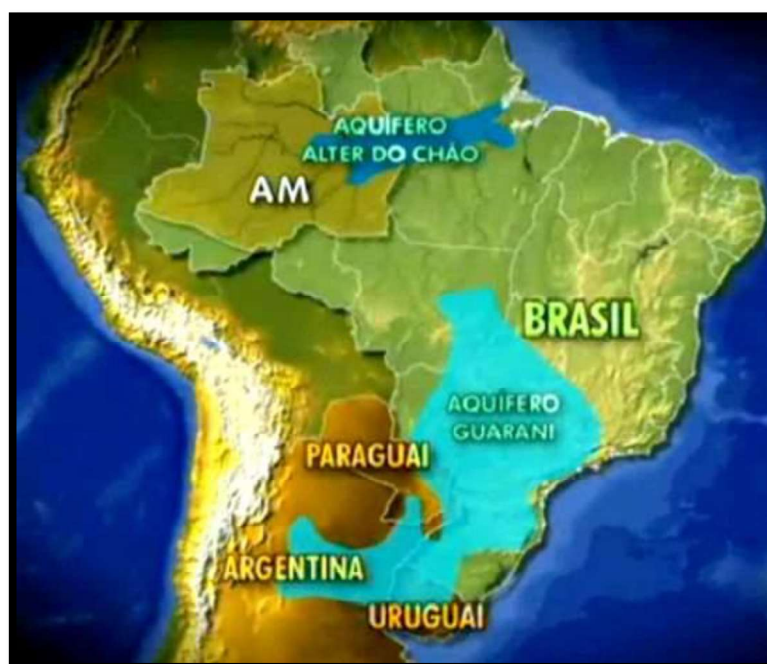 AQUÍFERO
ALTER DO CHÃO
AM
BRASIL
AQUÍFERO
GUARANI
PARAGUAI
ARGENTINA
URUGUAI